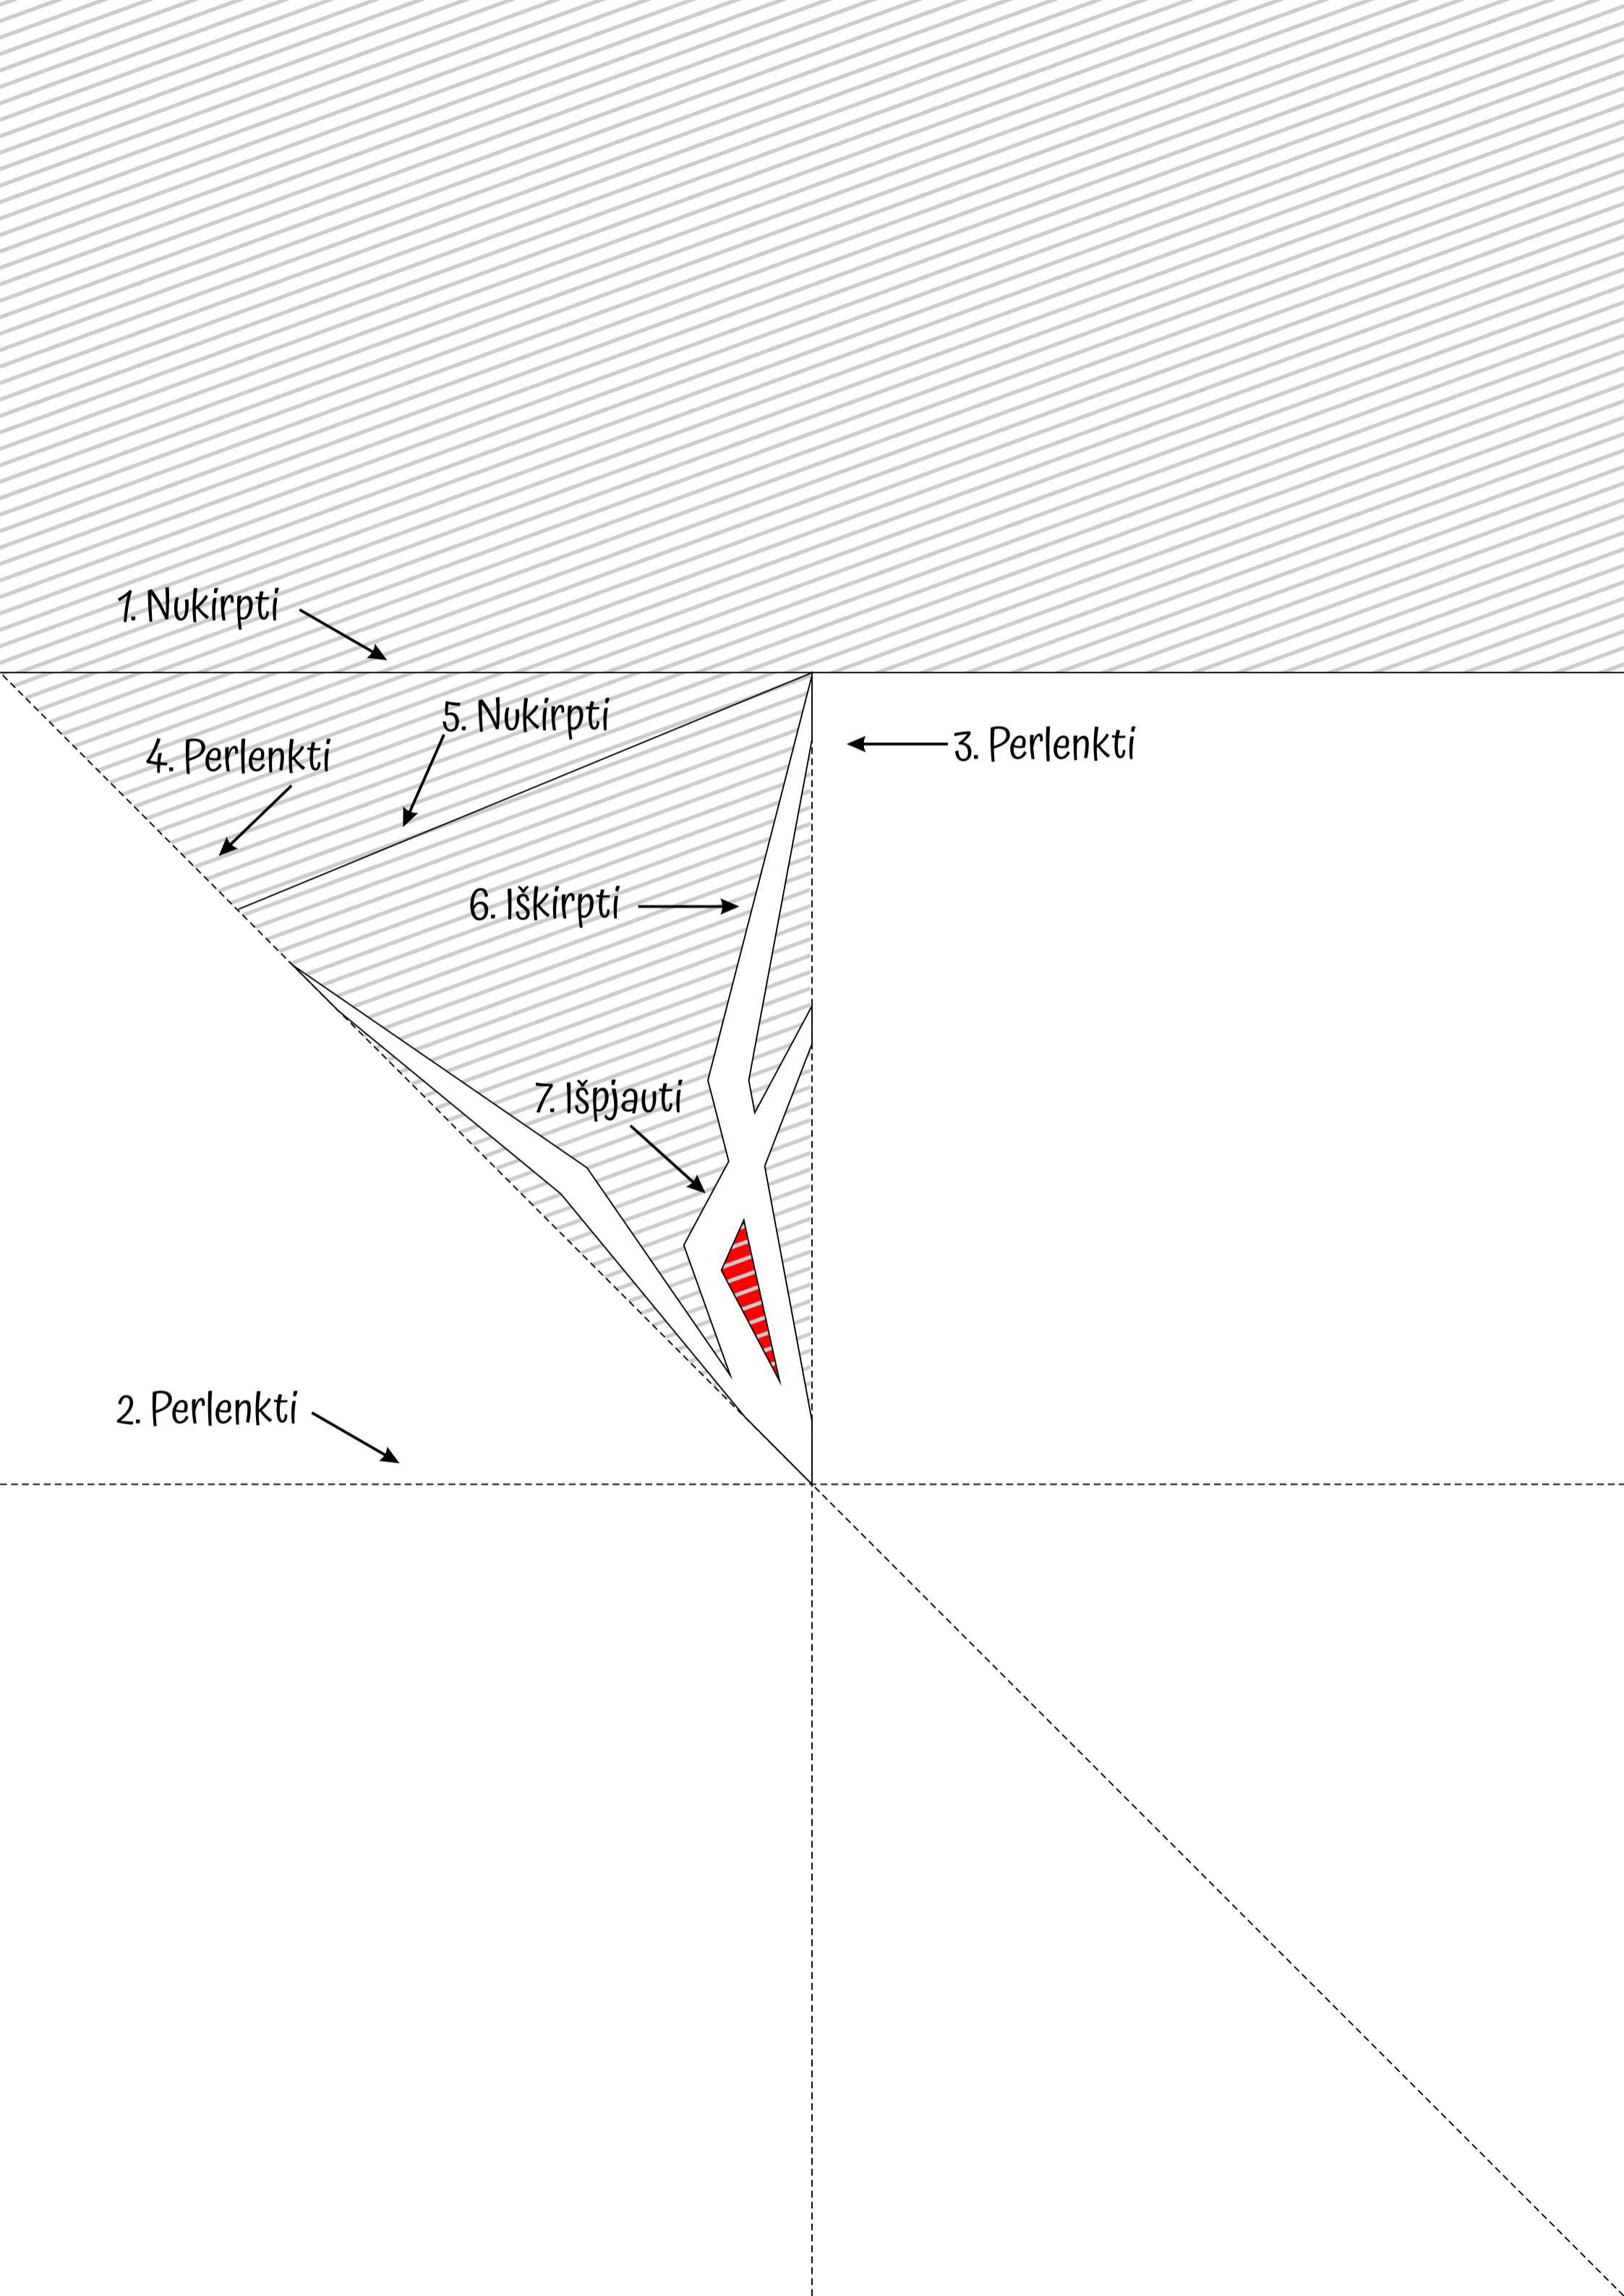 1. Nukirpti
5. Nukirpti
4. Perlenkti
3. Perlenkti
6. Iškirpti
7. Išpjauti
2. Perlenkti